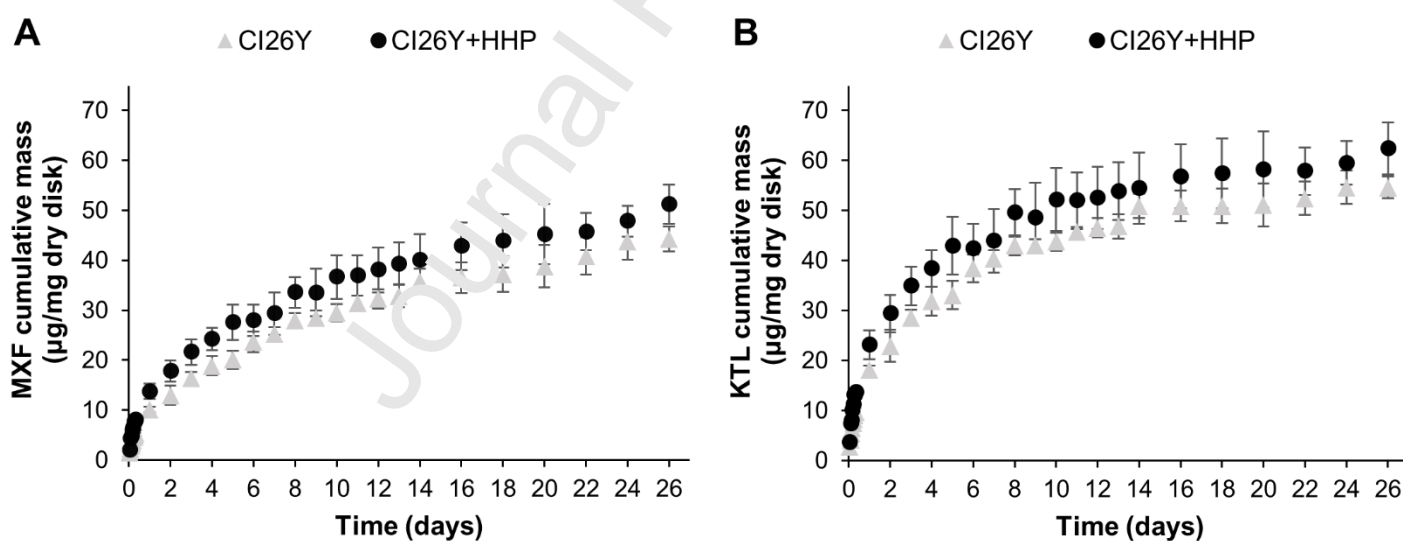 A
CI26Y CI26Y+HHP
MXF cumulative mass
(µg/mg dry disk)
70
60
50
40
30
20
10
0
0 2 4 6 8 10 12 14 16 18 20 22 24 26
Time (days)
B
CI26Y CI26Y+HHP
KTL cumulative mass
(µg/mg dry disk)
70
60
50
40
30
20
10
0
0 2 4 6 8 10 12 14 16 18 20 22 24 26
Time (days)
Journal